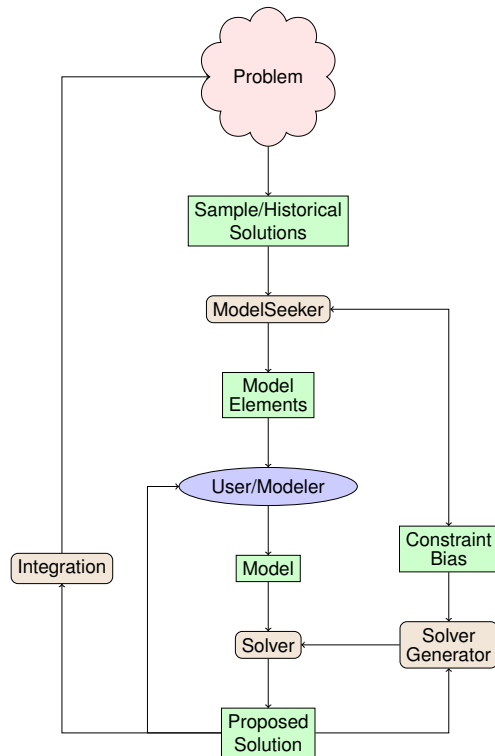 Problem
Sample/Historical
Solutions
ModelSeeker
Model
Elements
User/Modeler
Integration
Model
Constraint
Bias
Solver
Solver
Generator
Proposed
Solution